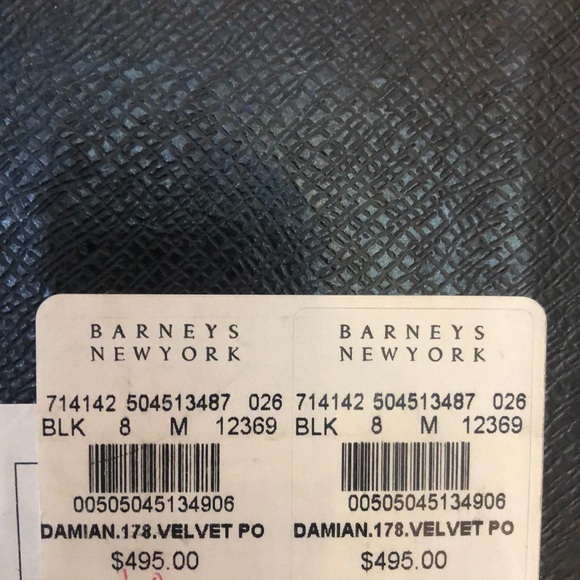 BARNEYS
NEWYORK
714142 504513487 026
BLK 8 M 12369
00505045134906
DAMIAN.178.VELVET PO
$495.00
BARNEYS
NEWYORK
714142 504513487 026
BLK 8 M 12369
00505045134906
DAMIAN.178.VELVET PO
$495.00